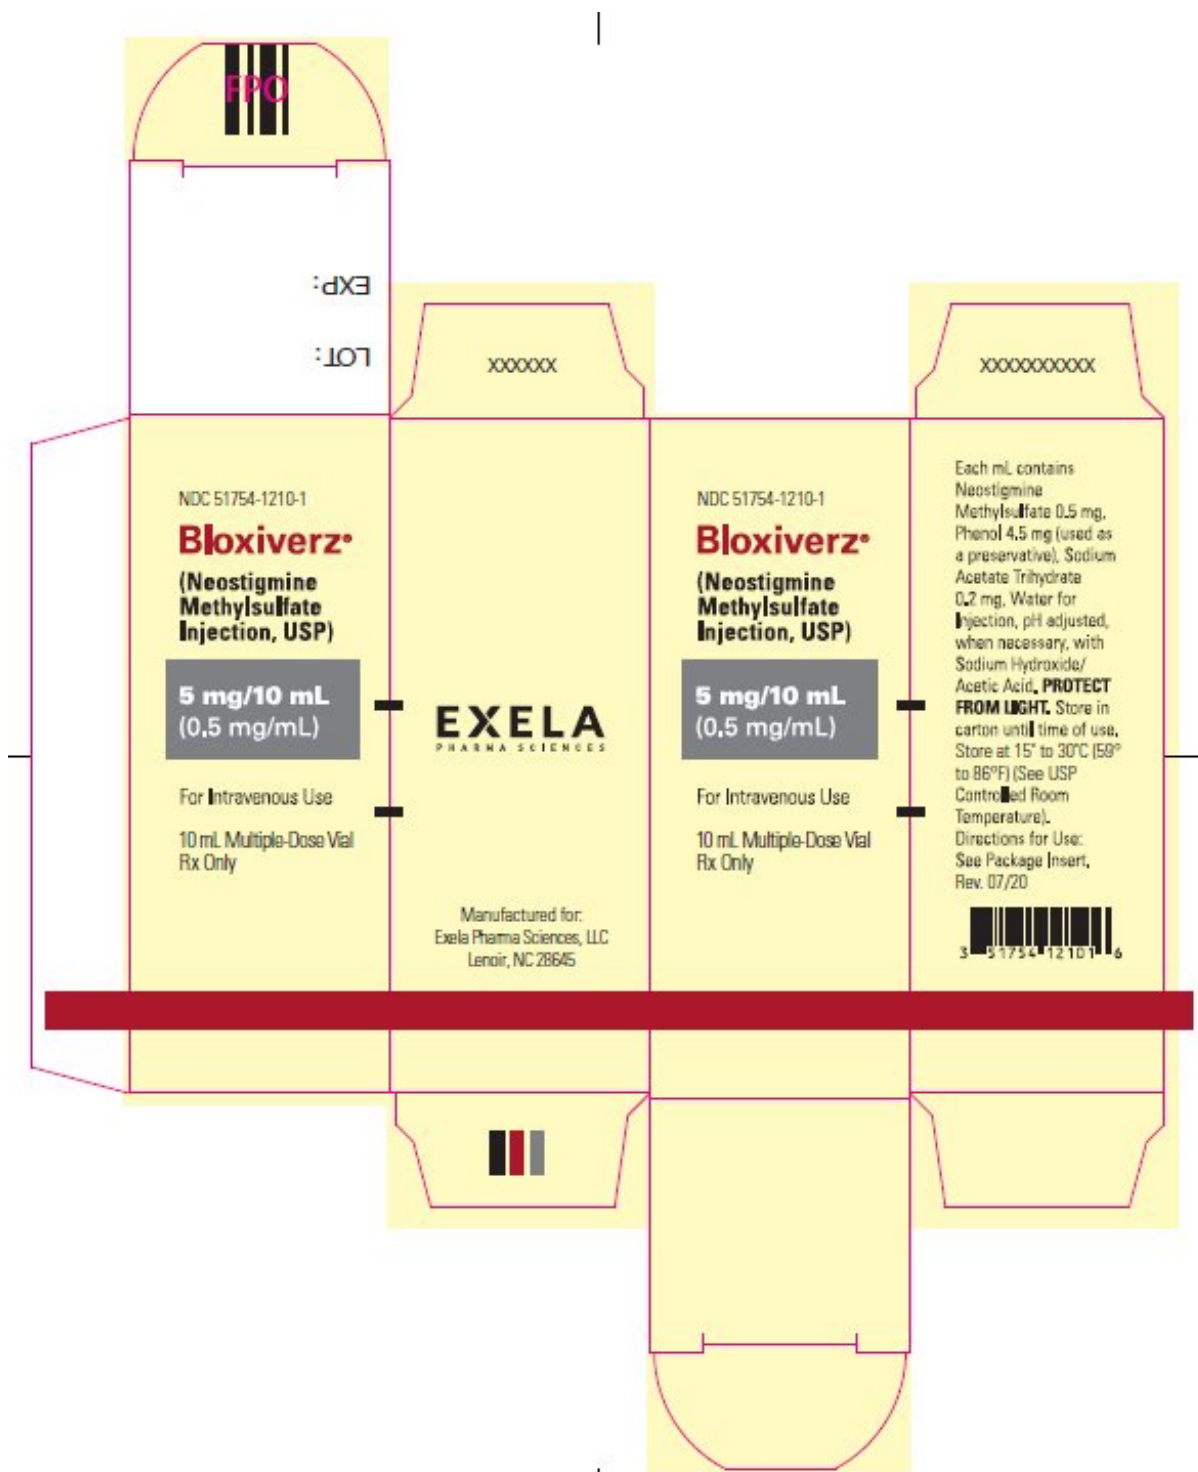 FPO
EXP:
LOT:
XXXXXX
XXXXXXXXXX
NDC 51754-1210-1
Bloxiverz®
(Neostigmine
Methylsulfate
Injection, USP)
5 mg/10 mL
(0.5 mg/mL)
For Intravenous Use
10 mL Multiple-Dose Vial
Rx Only
EXELA
PHARMA SCIENCES
Manufactured for:
Exela Pharma Sciences, LLC
Lenoir, NC 28645
NDC 51754-1210-1
Bloxiverz®
(Neostigmine
Methylsulfate
Injection, USP)
5 mg/10 mL
(0.5 mg/mL)
For Intravenous Use
10 mL Multiple-Dose Vial
Rx Only
Each mL contains
Neostigmine
Methylsulfate 0.5 mg,
Phenol 4.5 mg (used as
a preservative), Sodium
Acetate Trihydrate
0.2 mg, Water for
Injection, pH adjusted,
when necessary, with
Sodium Hydroxide/
Acetic Acid. PROTECT
FROM LIGHT. Store in
carton until time of use.
Store at 15° to 30°C (59°
to 86°F) (See USP
Controlled Room
Temperature).
Directions for Use:
See Package Insert.
Rev. 07/20
3 51754 12101 6